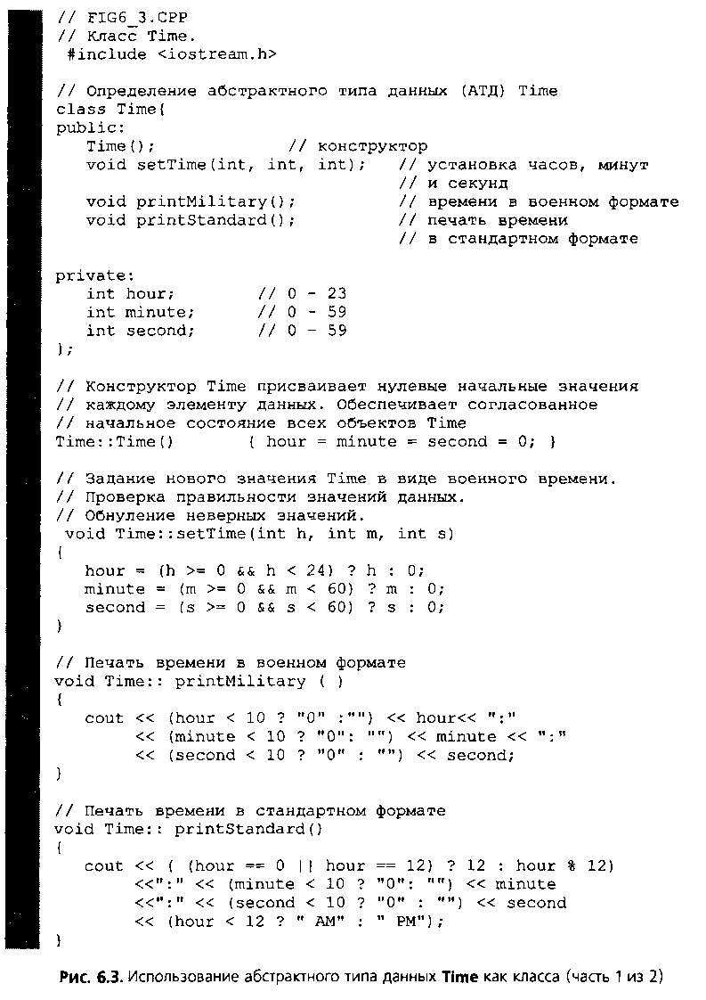 // FIG6_3.CPP
// Класс Time.
#include <iostream.h>
// Определение абстрактного типа данных (АТД) Time
class Time{
public:
Time(); // конструктор
void setTime(int, int, int); // установка часов, минут
// и секунд
void printMilitary(); // времени в военном формате
void printStandard(); // печать времени
// в стандартном формате
private:
int hour; // 0 - 23
int minute; // 0 - 59
int second; // 0 - 59
};
// Конструктор Time присваивает нулевые начальные значения
// каждому элементу данных. Обеспечивает согласованное
// начальное состояние всех объектов Time
Time::Time() { hour = minute = second = 0; }
// Задание нового значения Time в виде военного времени.
// Проверка правильности значений данных.
// Обнуление неверных значений.
void Time::setTime(int h, int m, int s)
{
hour = (h >= 0 && h < 24) ? h : 0;
minute = (m >= 0 && m < 60) ? m : 0;
second = (s >= 0 && s < 60) ? s : 0;
}
// Печать времени в военном формате
void Time:: printMilitary ( )
{
cout << (hour < 10 ? "0" :"") << hour<< ":"
<< (minute < 10 ? "0": "") << minute << ":"
<< (second < 10 ? "0" : "") << second;
}
// Печать времени в стандартном формате
void Time:: printStandard()
{
cout << ( (hour == 0 || hour == 12) ? 12 : hour % 12)
<<":" << (minute < 10 ? "0": "") << minute
<<":" << (second < 10 ? "0" : "") << second
<< (hour < 12 ? " AM" : " PM");
}
Рис. 6.3. Использование абстрактного типа данных Time как класса (часть 1 из 2)